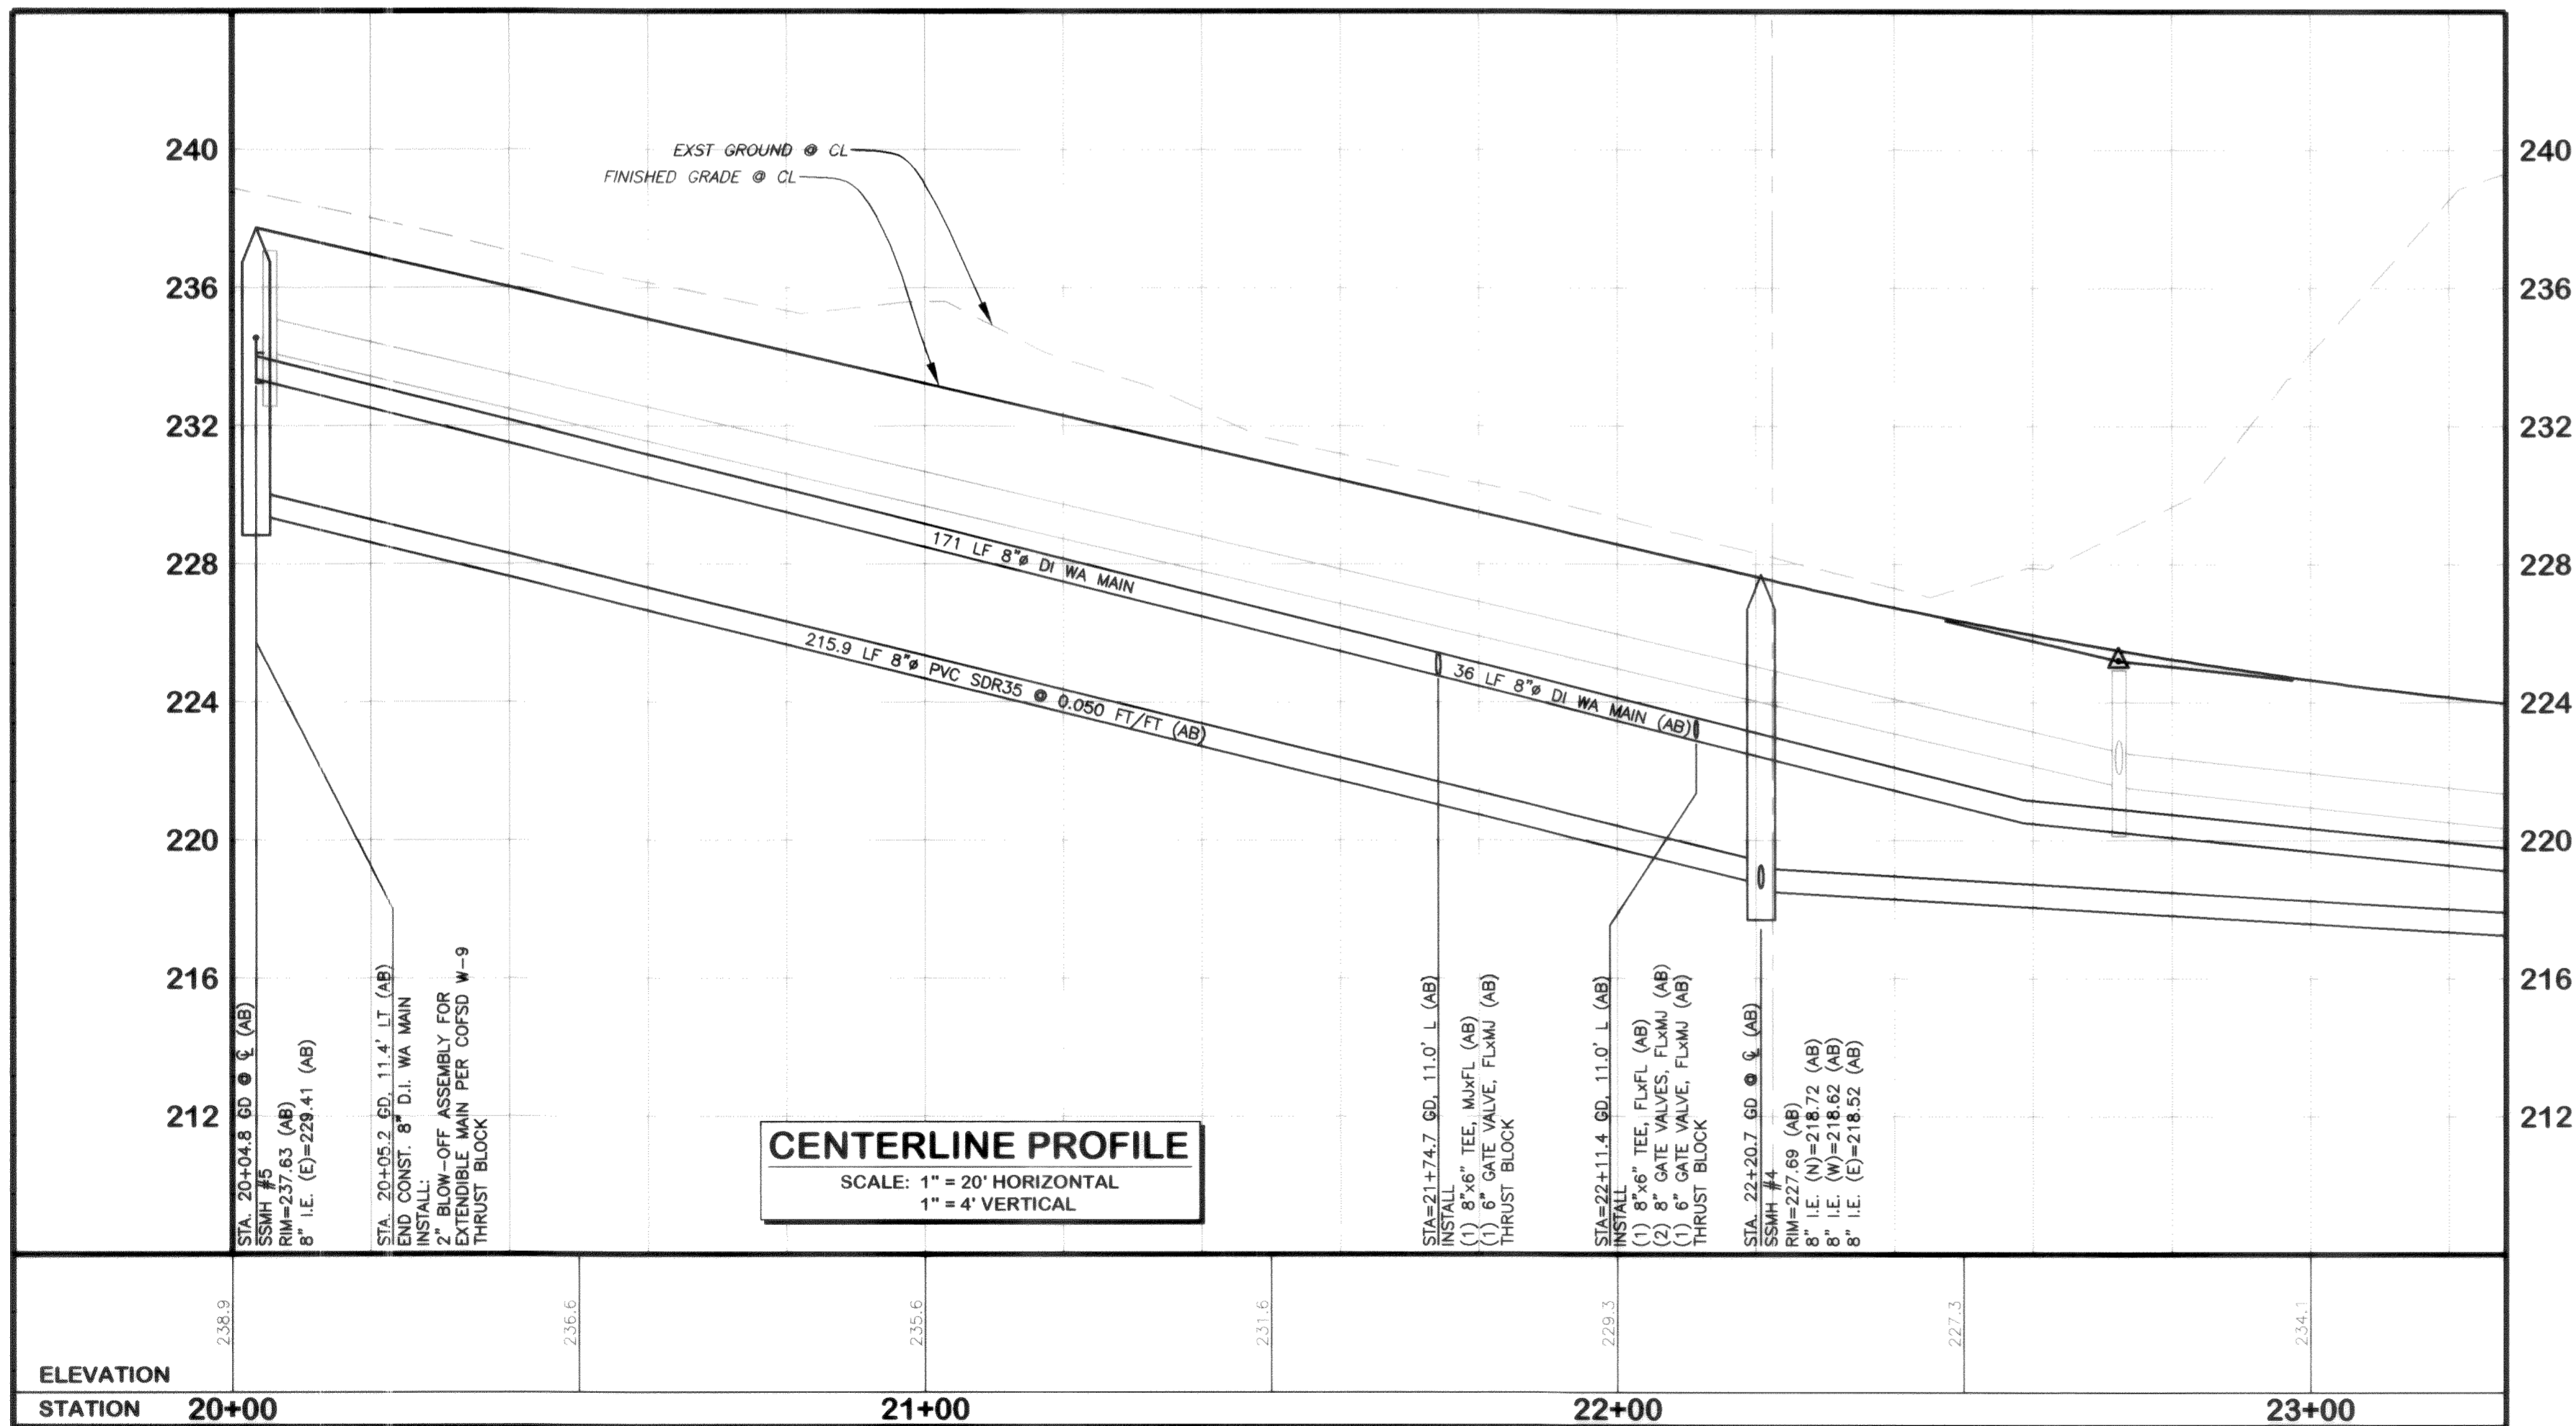 240
236
232
228
224
220
216
212
240
236
232
228
224
220
216
212
EXST GROUND @ CL
FINISHED GRADE @ CL
171 LF 8"ø DI WA MAIN
215.9 LF 8"ø PVC SDR35 @ 0.050 FT/FT (AB)
36 LF 8"ø DI WA MAIN (AB)
STA. 20+04.8 GD @ ℄ (AB)
SSMH #5
RIM=237.63 (AB)
8" I.E. (E)=229.41 (AB)
STA. 20+05.2 GD, 11.4' LT (AB)
END CONST. 8" D.I. WA MAIN
INSTALL:
2" BLOW-OFF ASSEMBLY FOR
EXTENDIBLE MAIN PER COFSD W-9
THRUST BLOCK
CENTERLINE PROFILE
SCALE: 1" = 20' HORIZONTAL
1" = 4' VERTICAL
STA=21+74.7 GD, 11.0' L (AB)
INSTALL
(1) 8"x6" TEE, MJxFL (AB)
(1) 6" GATE VALVE, FLxMJ (AB)
THRUST BLOCK
STA=22+11.4 GD, 11.0' L (AB)
INSTALL
(1) 8"x6" TEE, FLxFL (AB)
(2) 8" GATE VALVES, FLxMJ (AB)
(1) 6" GATE VALVE, FLxMJ (AB)
THRUST BLOCK
STA. 22+20.7 GD @ ℄ (AB)
SSMH #4
RIM=227.69 (AB)
8" I.E. (N)=218.72 (AB)
8" I.E. (W)=218.62 (AB)
8" I.E. (E)=218.52 (AB)
238.9
236.6
235.6
231.6
229.3
227.3
234.1
ELEVATION
STATION
20+00
21+00
22+00
23+00